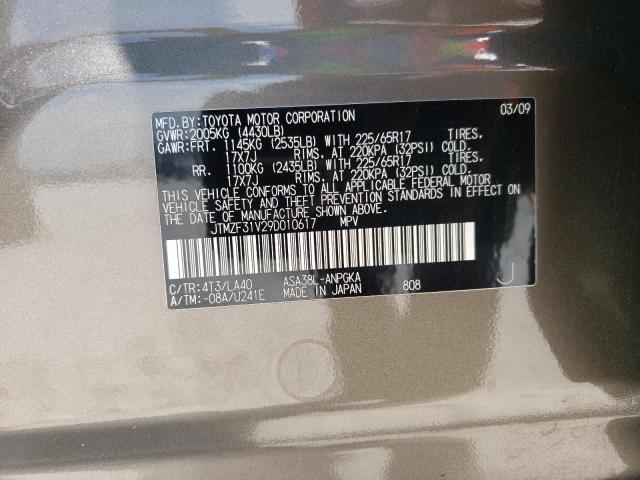 MFD.BY:TOYOTA MOTOR CORPORATION 03/09
GVWR:2005KG (4430LB)
GAWR:FRT. 1145KG (2535LB) WITH 225/65R17 TIRES.
17X7J RIMS. AT 220KPA (32PSI) COLD.
RR. 1100KG (2435LB) WITH 225/65R17 TIRES.
17X7J RIMS. AT 220KPA (32PSI) COLD.
THIS VEHICLE CONFORMS TO ALL APPLICABLE FEDERAL MOTOR
VEHICLE SAFETY AND THEFT PREVENTION STANDARDS IN EFFECT ON
THE DATE OF MANUFACTURE SHOWN ABOVE.
JTMZF31V29D010617 MPV
C/TR:4T3/LA40 ASA38L-ANPGKA
A/TM:-08A/U241E MADE IN JAPAN 808 J